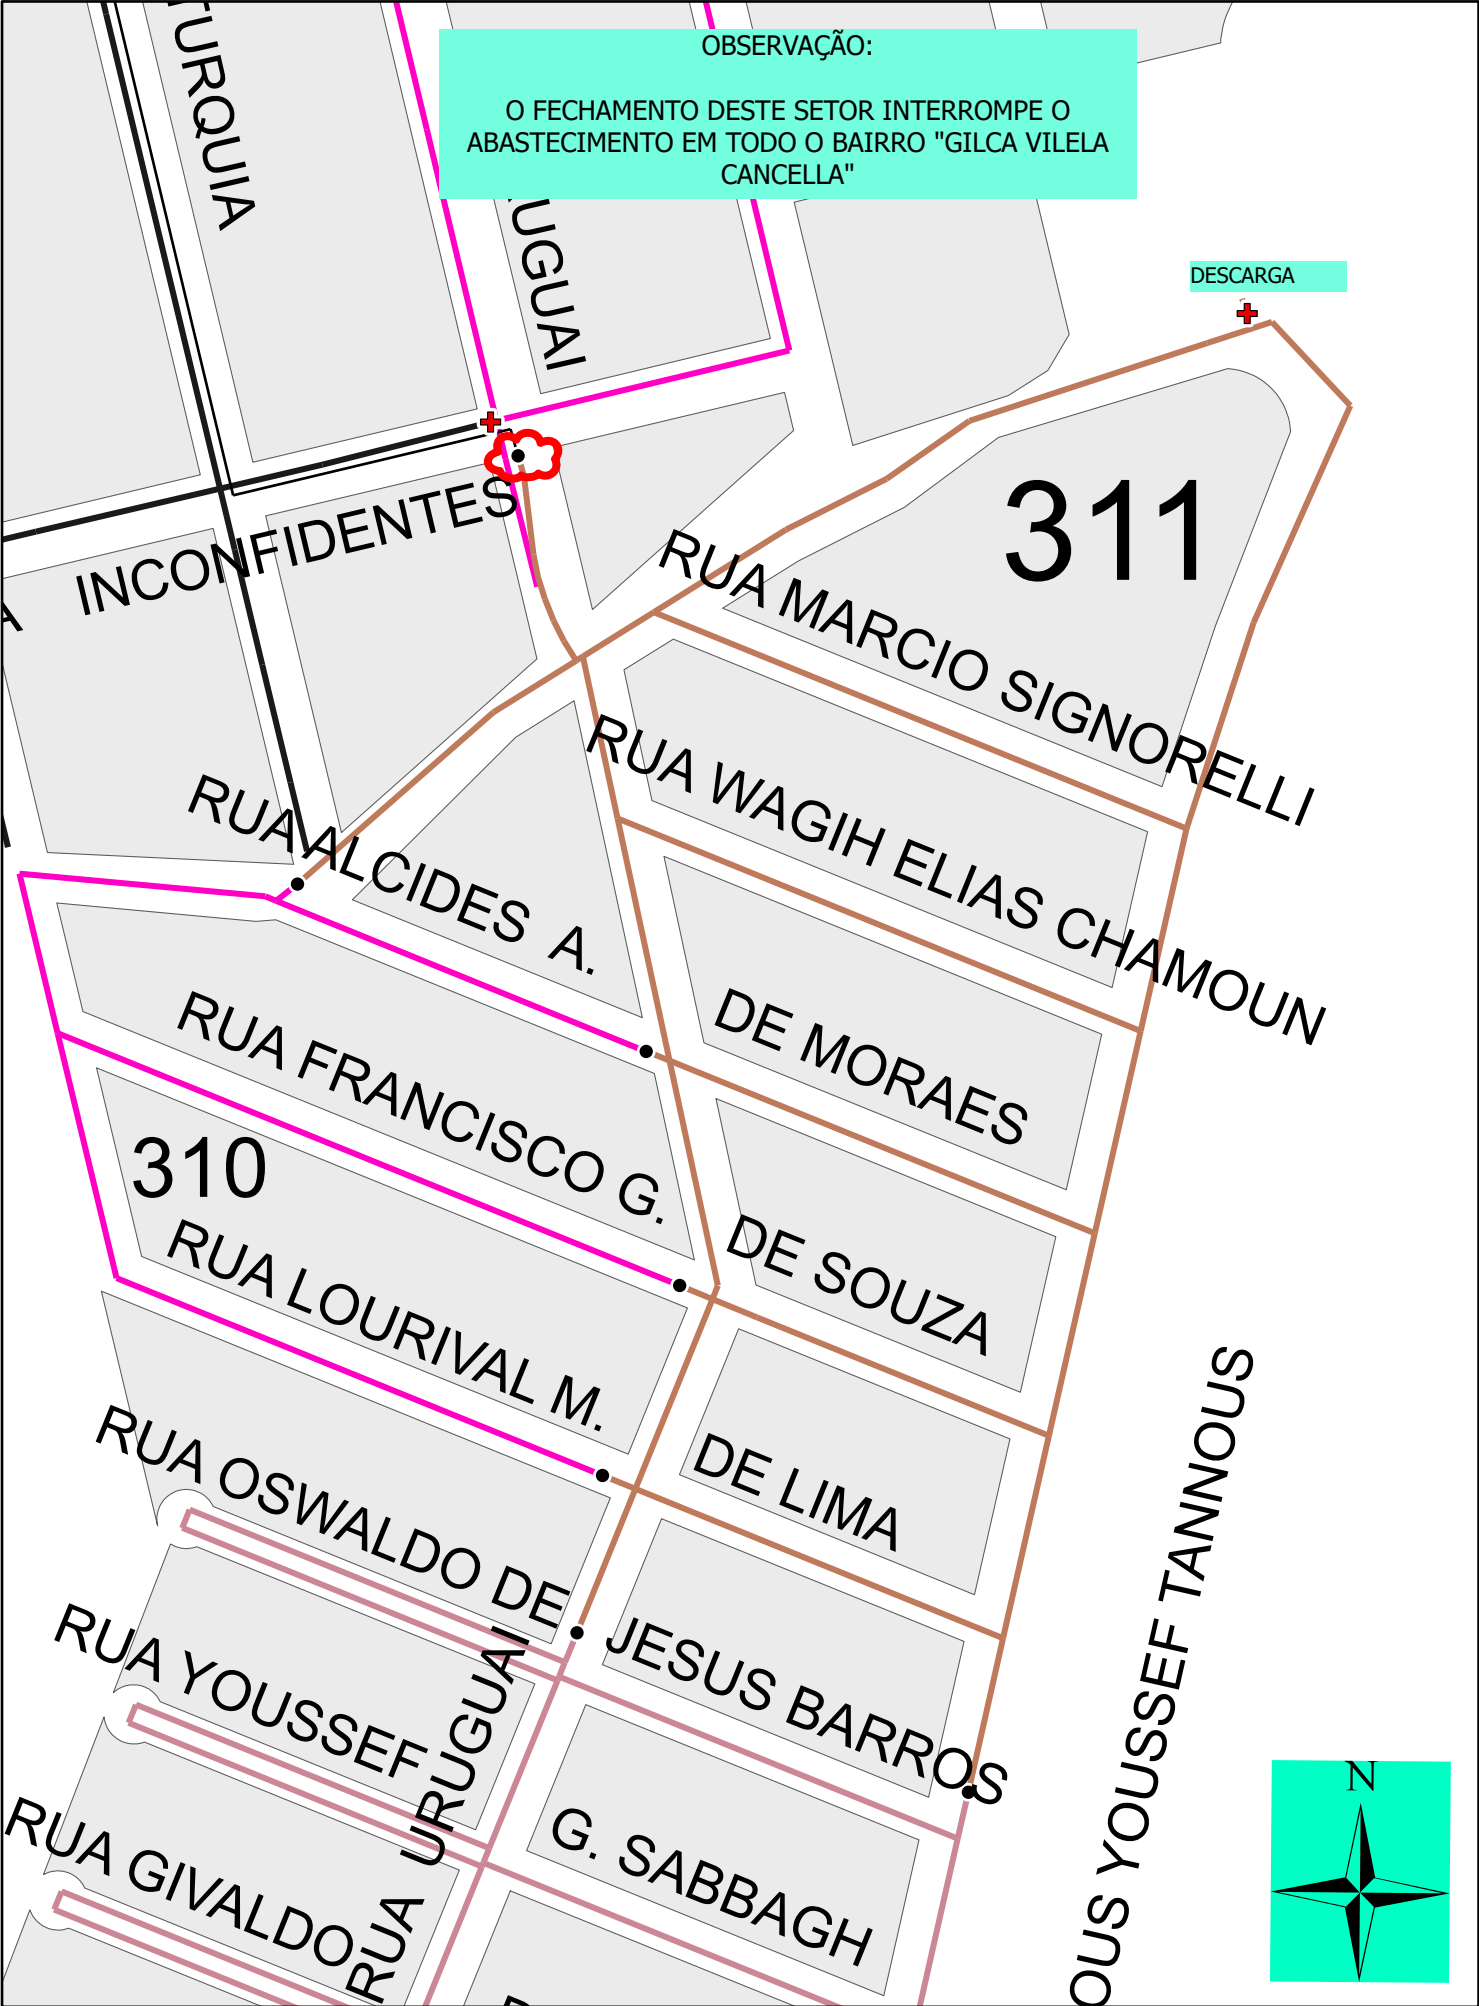 TURQUIA
OBSERVAÇÃO:
O FECHAMENTO DESTE SETOR INTERROMPE O
ABASTECIMENTO EM TODO O BAIRRO "GILCA VILELA
CANCELLA"
UGUAI
DESCARGA
INCONFIDENTES
311
RUA MARCIO SIGNORELLI
RUA WAGIH ELIAS CHAMOUN
RUA ALCIDES A.
DE MORAES
RUA FRANCISCO G.
DE SOUZA
310
RUA LOURIVAL M.
DE LIMA
RUA OSWALDO DE
JESUS BARROS
RUA YOUSSEF
G. SABBAGH
RUA GIVALDO
RUA URUGUAI
OUS YOUSSEF TANNOUS
N